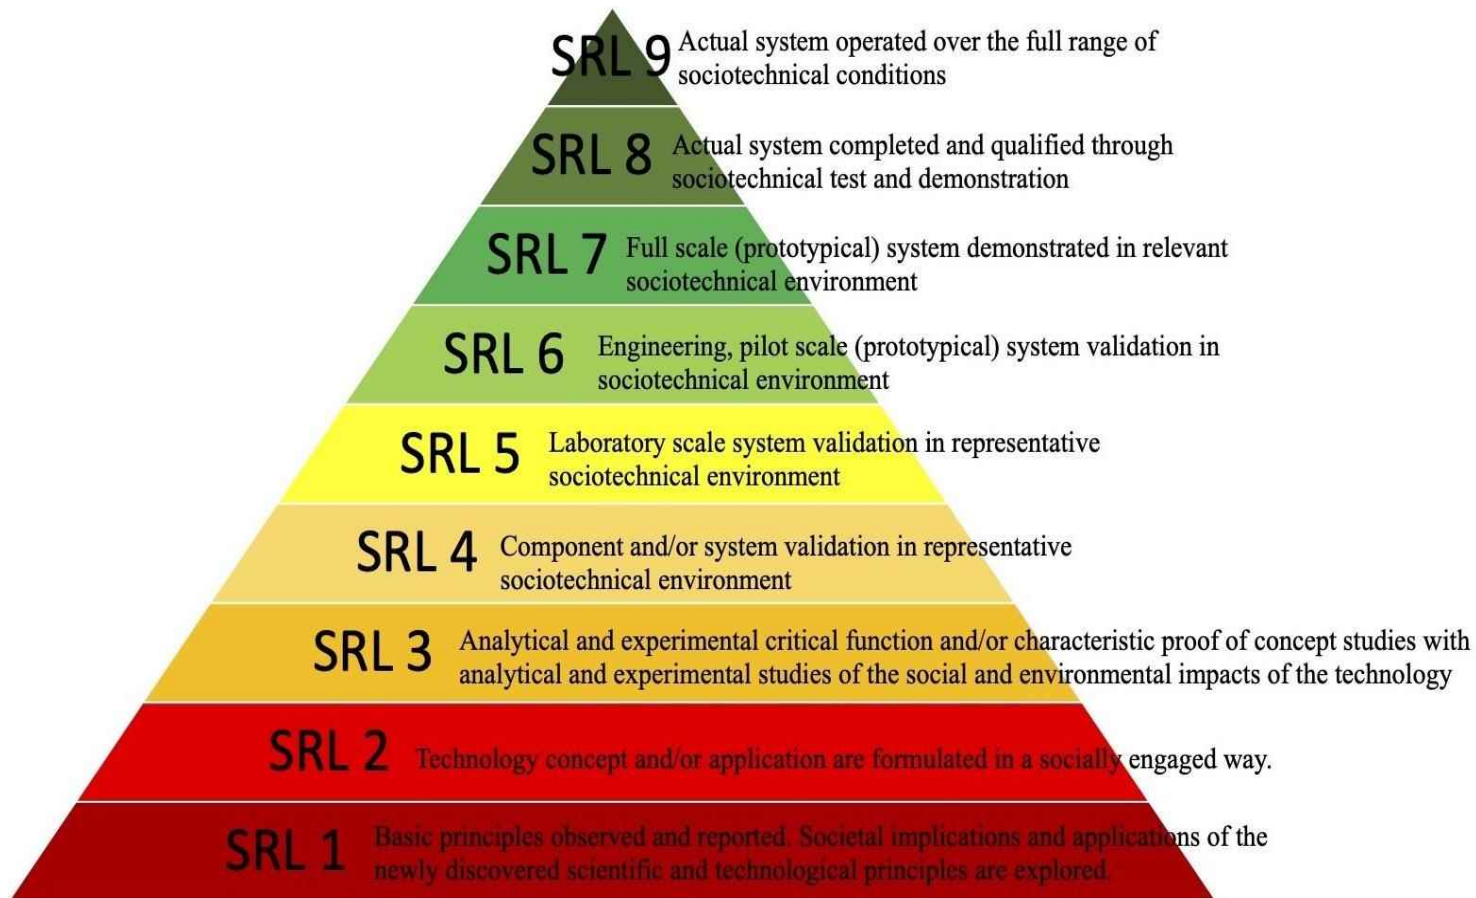 SRL 9
Actual system operated over the full range of
sociotechnical conditions
SRL 8
Actual system completed and qualified through
sociotechnical test and demonstration
SRL 7
Full scale (prototypical) system demonstrated in relevant
sociotechnical environment
SRL 6
Engineering, pilot scale (prototypical) system validation in
sociotechnical environment
SRL 5
Laboratory scale system validation in representative
sociotechnical environment
SRL 4
Component and/or system validation in representative
sociotechnical environment
SRL 3
Analytical and experimental critical function and/or characteristic proof of concept studies with
analytical and experimental studies of the social and environmental impacts of the technology
SRL 2
Technology concept and/or application are formulated in a socially engaged way.
SRL 1
Basic principles observed and reported. Societal implications and applications of the
newly discovered scientific and technological principles are explored.